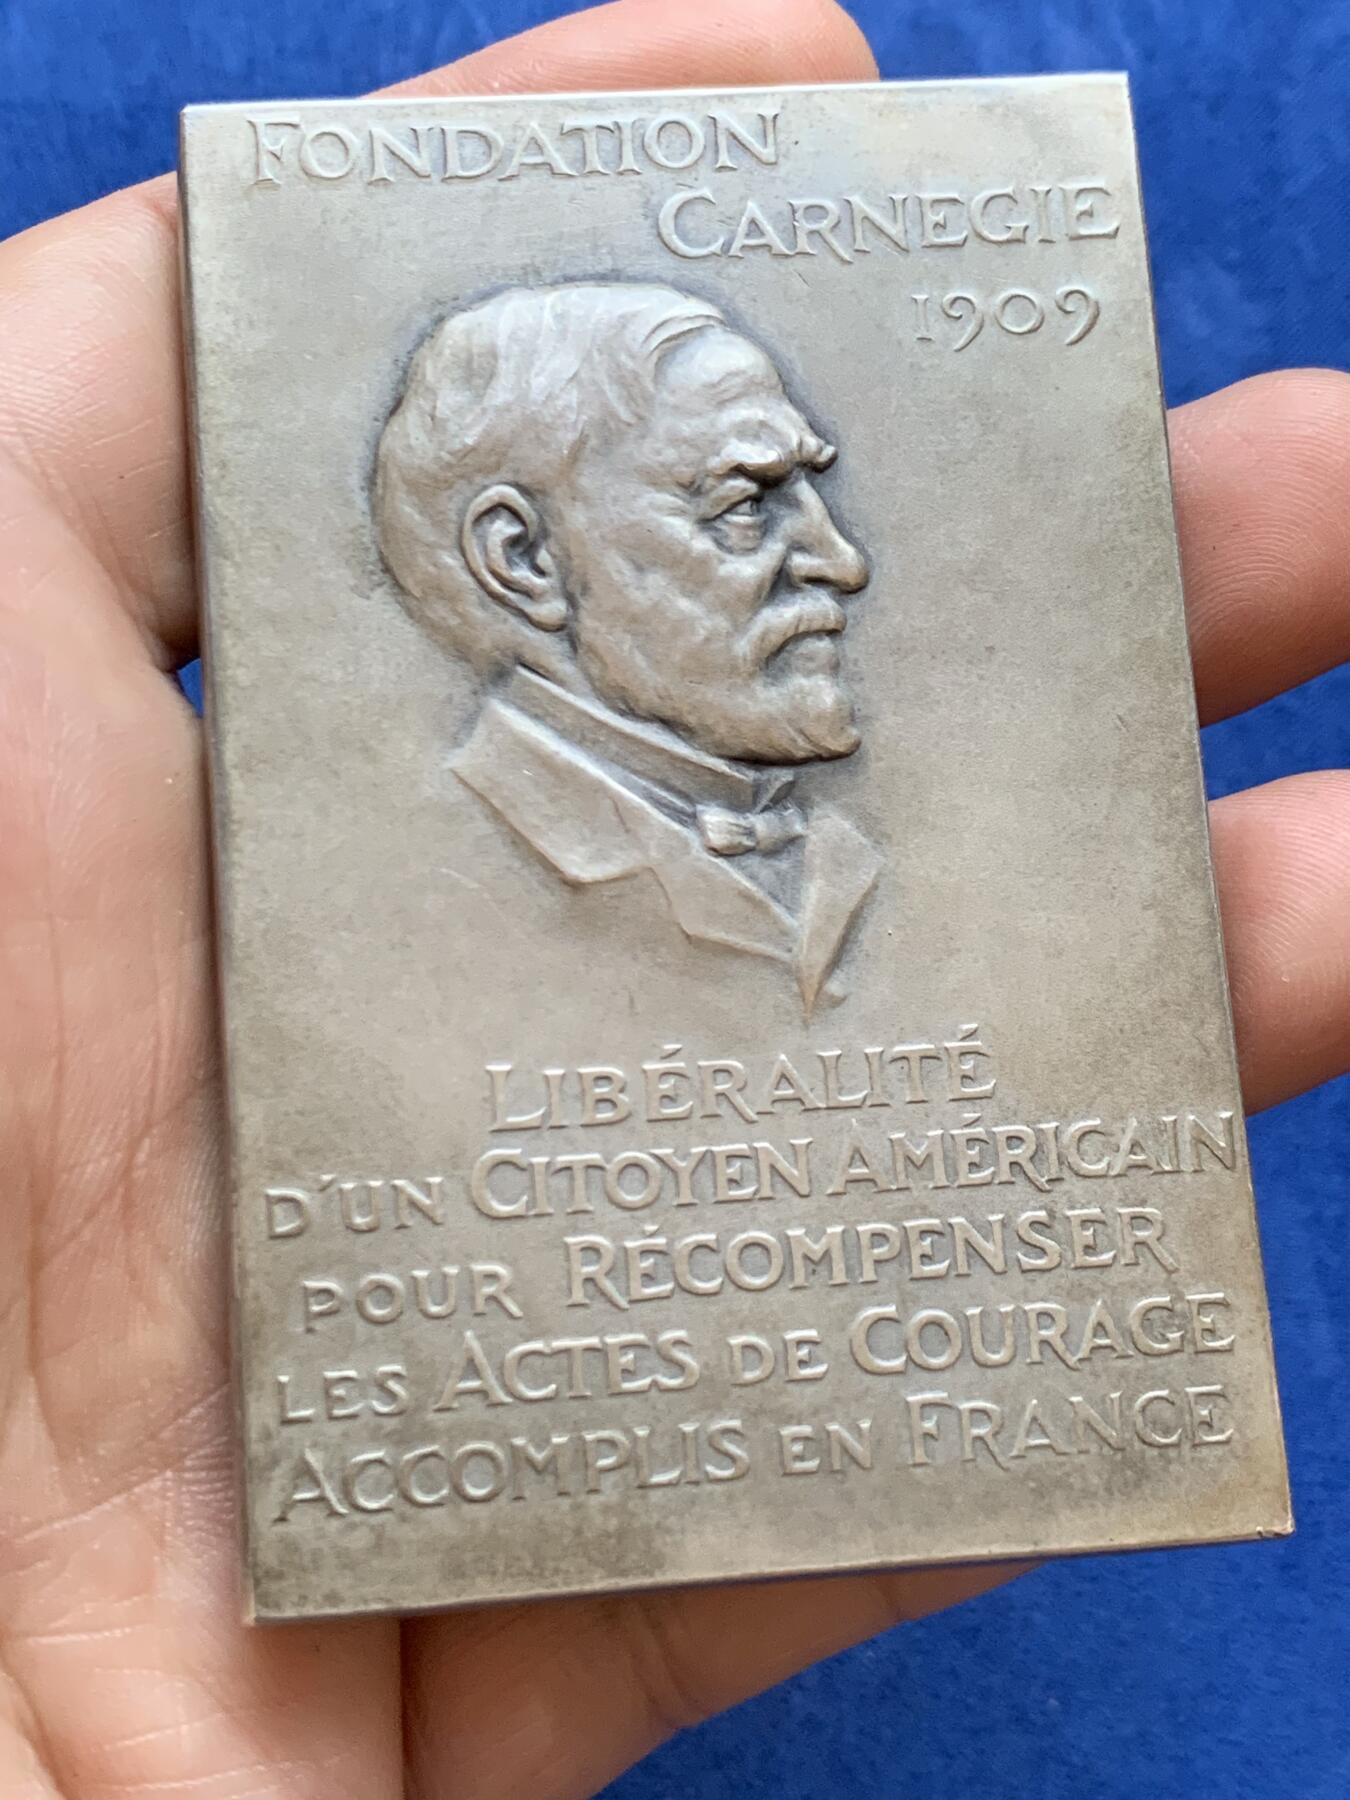 FONDATION
CARNEGIE
1909
LIBÉRALITÉ
D'UN CITOYEN AMÉRICAIN
POUR RÉCOMPENSER
LES ACTES DE COURAGE
ACCOMPLIS EN FRANCE